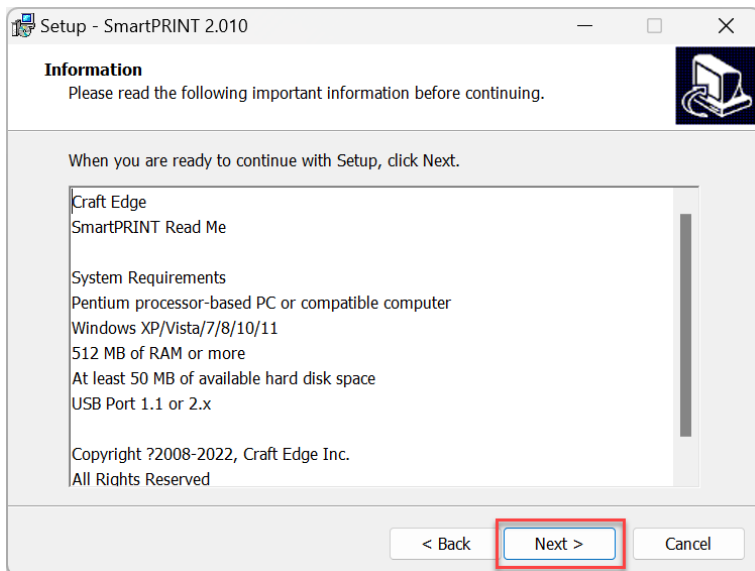 Setup - SmartPRINT 2.010
Information
Please read the following important information before continuing.
When you are ready to continue with Setup, click Next.
Craft Edge
SmartPRINT Read Me
System Requirements
Pentium processor-based PC or compatible computer
Windows XP/Vista/7/8/10/11
512 MB of RAM or more
At least 50 MB of available hard disk space
USB Port 1.1 or 2.x
Copyright ?2008-2022, Craft Edge Inc.
All Rights Reserved
< Back Next > Cancel